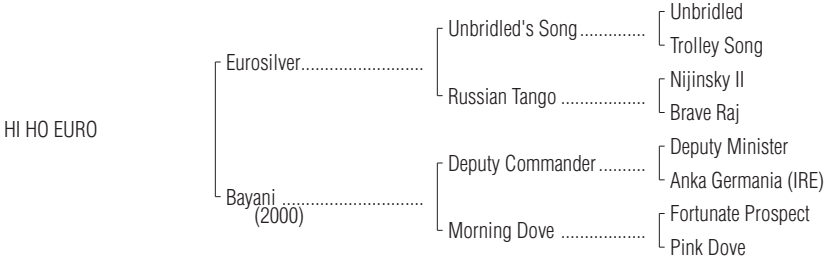 Unbridled
Unbridled's Song..............
Trolley Song
Eurosilver..........................
Nijinsky II
Russian Tango ..................
Brave Raj
HI HO EURO
Deputy Minister
Deputy Commander..........
Anka Germania (IRE)
Bayani ..............................
(2000)
Fortunate Prospect
Morning Dove ..................
Pink Dove